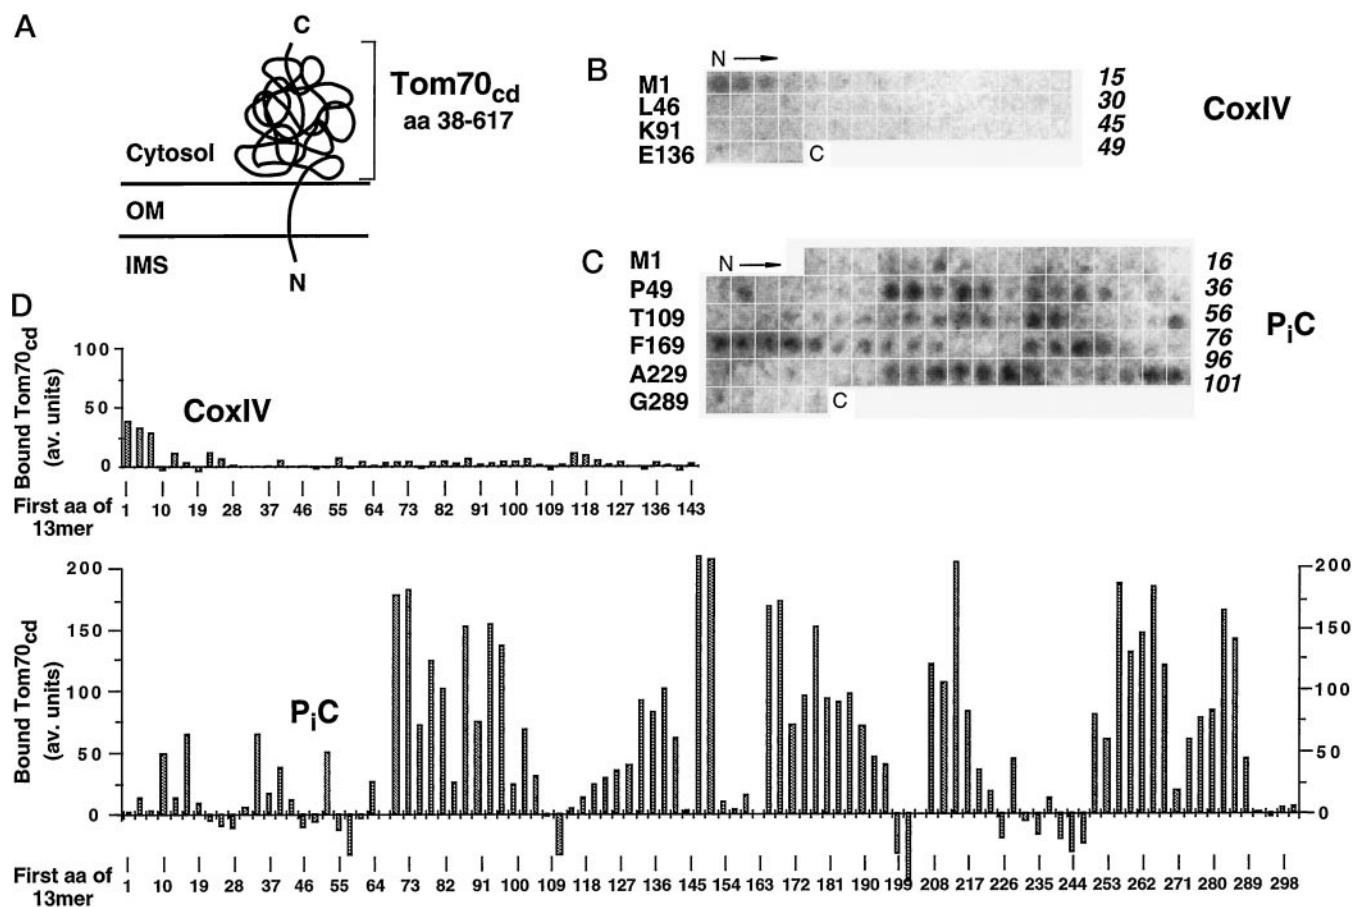 A
C
Tom70cd
aa 38-617
Cytosol
OM
IMS
N
B
N
M1 15
L46 30
K91 45
E136 C 49
CoxIV
C
N
M1 16
P49 36
T109 56
F169 76
A229 96
G289 C 101
PiC
D
Bound Tom70cd
(av. units)
100
50
0
CoxIV
First aa of
13mer
1 10 19 28 37 46 55 64 73 82 91 100 109 118 127 136 143
Bound Tom70cd
(av. units)
200 200
150 150
100 100
50 50
0 0
PiC
First aa of
13mer
1 10 19 28 37 46 55 64 73 82 91 100 109 118 127 136 145 154 163 172 181 190 199 208 217 226 235 244 253 262 271 280 289 298